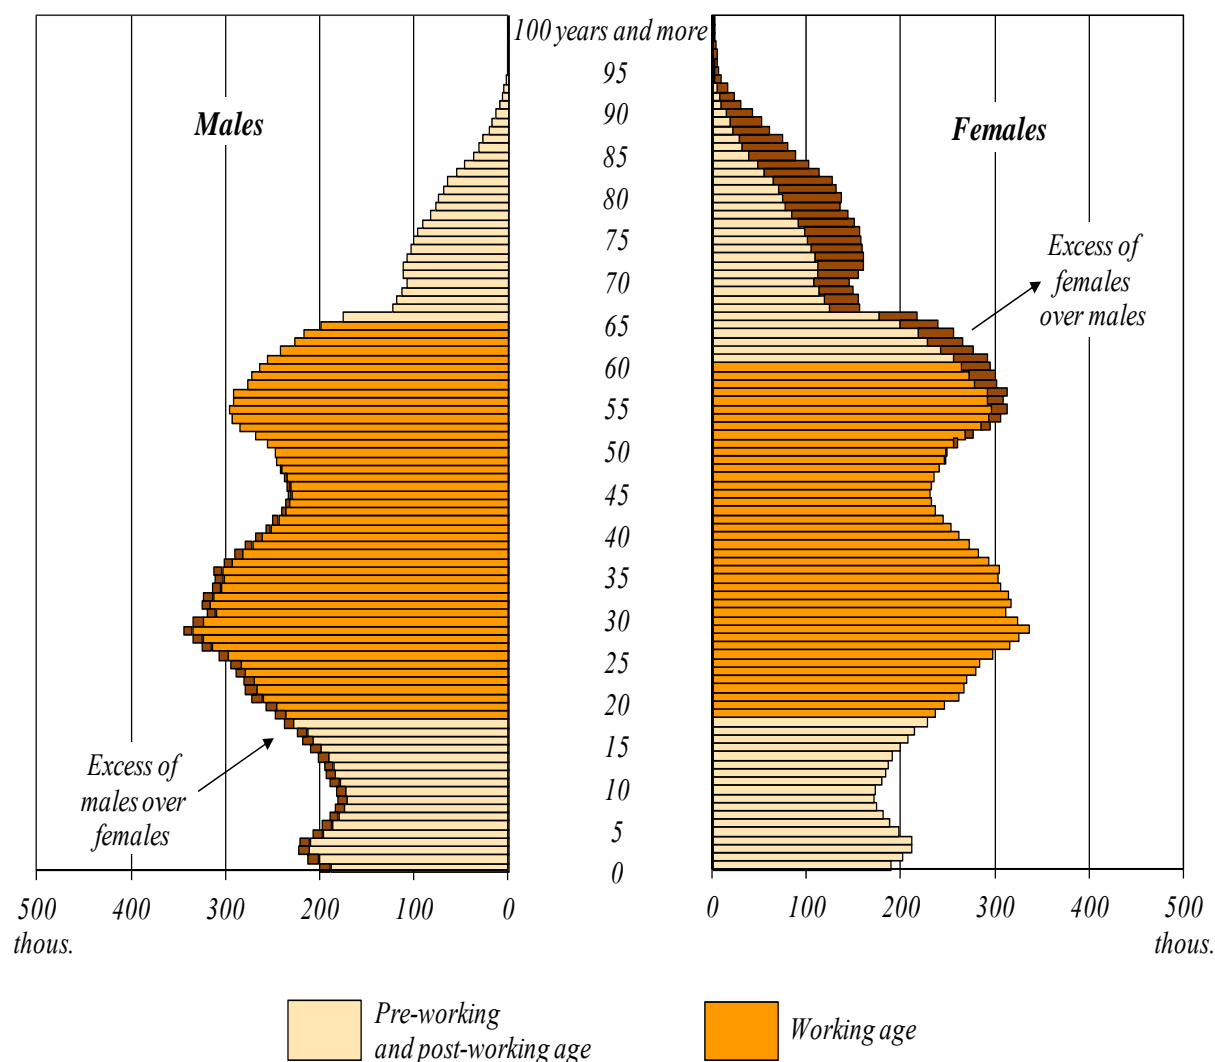 100 years and more
95
90
85
80
75
70
65
60
55
50
45
40
35
30
25
20
15
10
5
0
Males
Females
Excess of
females
over males
Excess of
males over
females
500 400 300 200 100 0
thous.
0 100 200 300 400 500
thous.
Pre-working
and post-working age
Working age